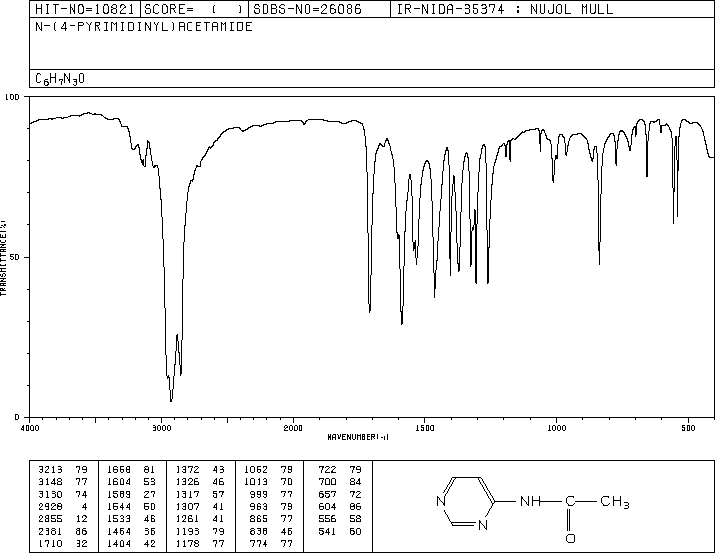 HIT-NO=10821 SCORE= ( ) SDBS-NO=26086 IR-NIDA-35374 : NUJOL MULL
N-(4-PYRIMIDINYL)ACETAMIDE
C6H7N3O
100
50
0
TRANSMITTANCE(%)
4000 3000 2000 1500 1000 500
WAVENUMBER(-1)
3213 79 1668 81 1372 43 1062 79 722 79
3148 77 1604 53 1326 46 1013 70 700 84
3130 74 1589 27 1317 57 999 77 657 72
2928 4 1544 50 1307 41 963 79 604 86
2855 12 1533 46 1261 41 865 77 556 58
2381 86 1464 36 1193 79 838 46 541 60
1710 32 1404 42 1178 77 774 77
N N NH C CH3
O